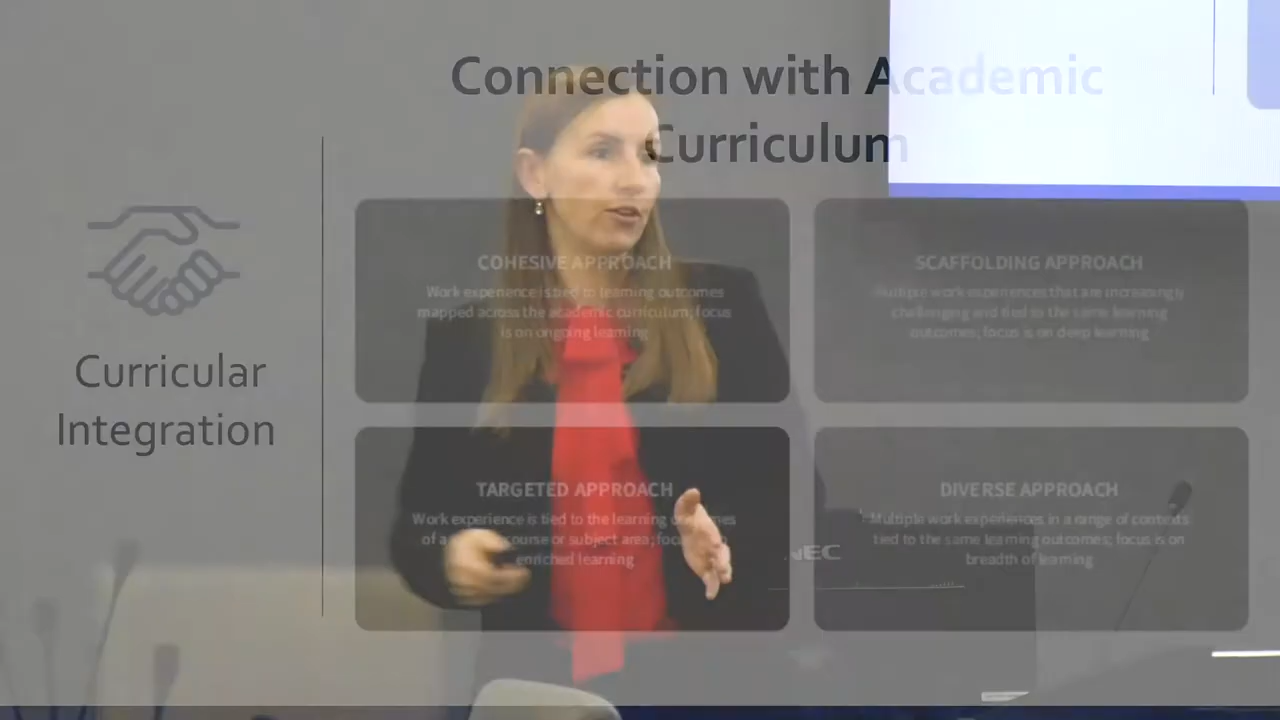 Connection with Academic
Curriculum
Curricular
Integration
COHESIVE APPROACH
Work experience is tied to learning outcomes
mapped across the academic curriculum; focus
is on ongoing learning
SCAFFOLDING APPROACH
Multiple work experiences that are increasingly
challenging and tied to the same learning
outcomes; focus is on deep learning
TARGETED APPROACH
Work experience is tied to the learning outcomes
of a course or subject area; focus
enriched learning
DIVERSE APPROACH
Multiple work experiences in a range of contexts
tied to the same learning outcomes; focus is on
breadth of learning
NEC